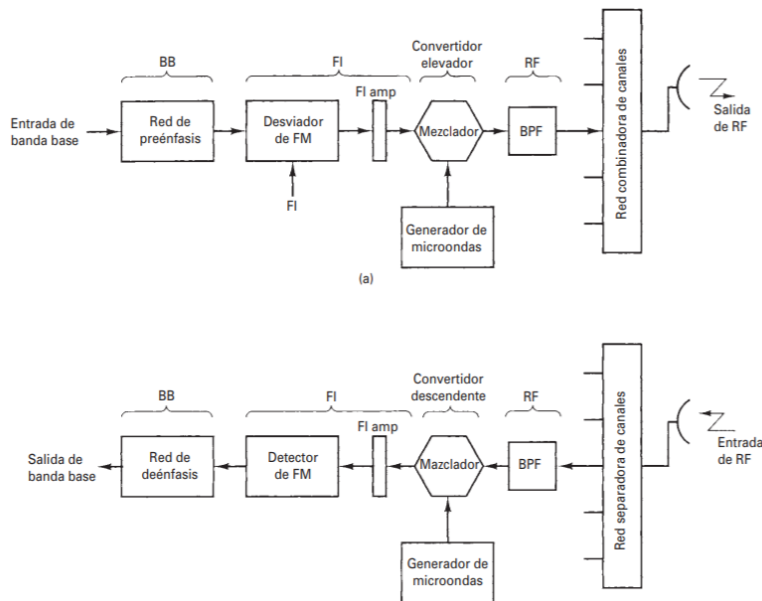 BB
FI
Convertidor
elevador
RF
FI amp
Entrada de
banda base
Red de
preénfasis
Desviador
de FM
Mezclador
BPF
Red combinadora de canales
Salida
de RF
FI
Generador de
microondas
(a)
BB
FI
Convertidor
descendente
RF
FI amp
Salida de
banda base
Red de
deénfasis
Detector
de FM
Mazclador
BPF
Red separadora de canales
Entrada
de RF
Generador de
microondas